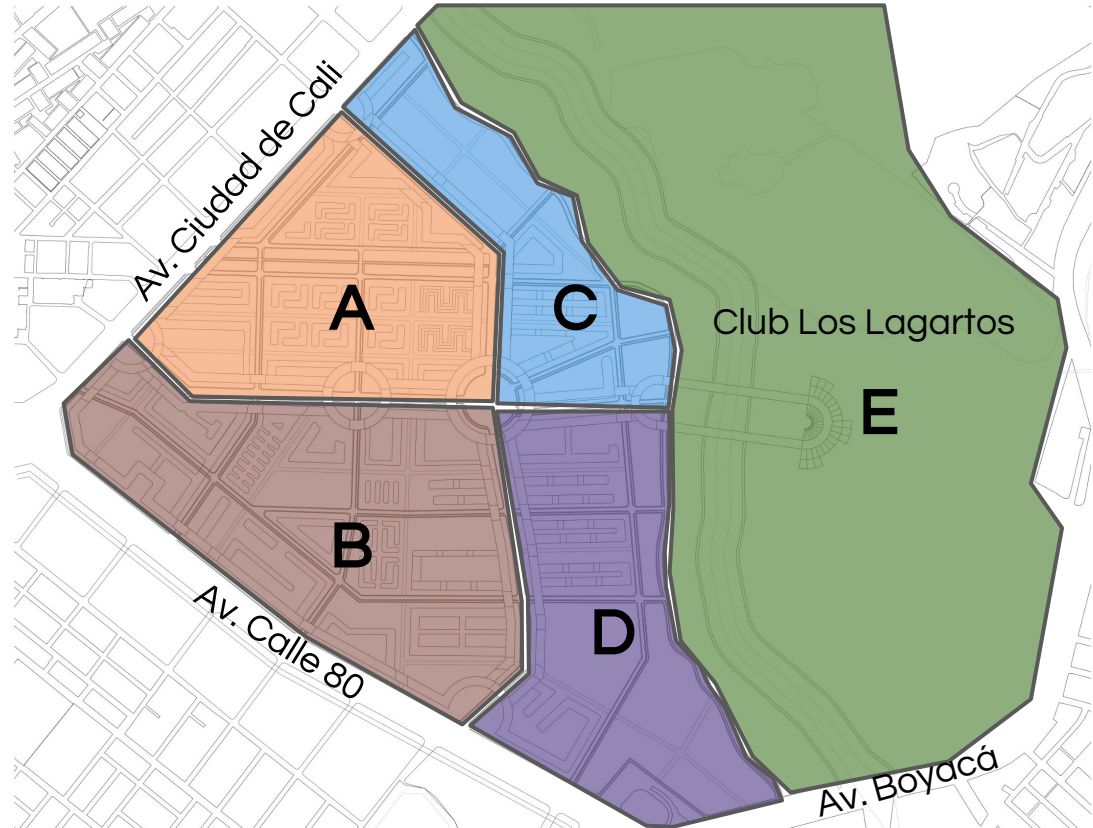 Av. Ciudad de Cali
A
C
Club Los Lagartos
E
B
D
Av. Calle 80
Av. Boyacá